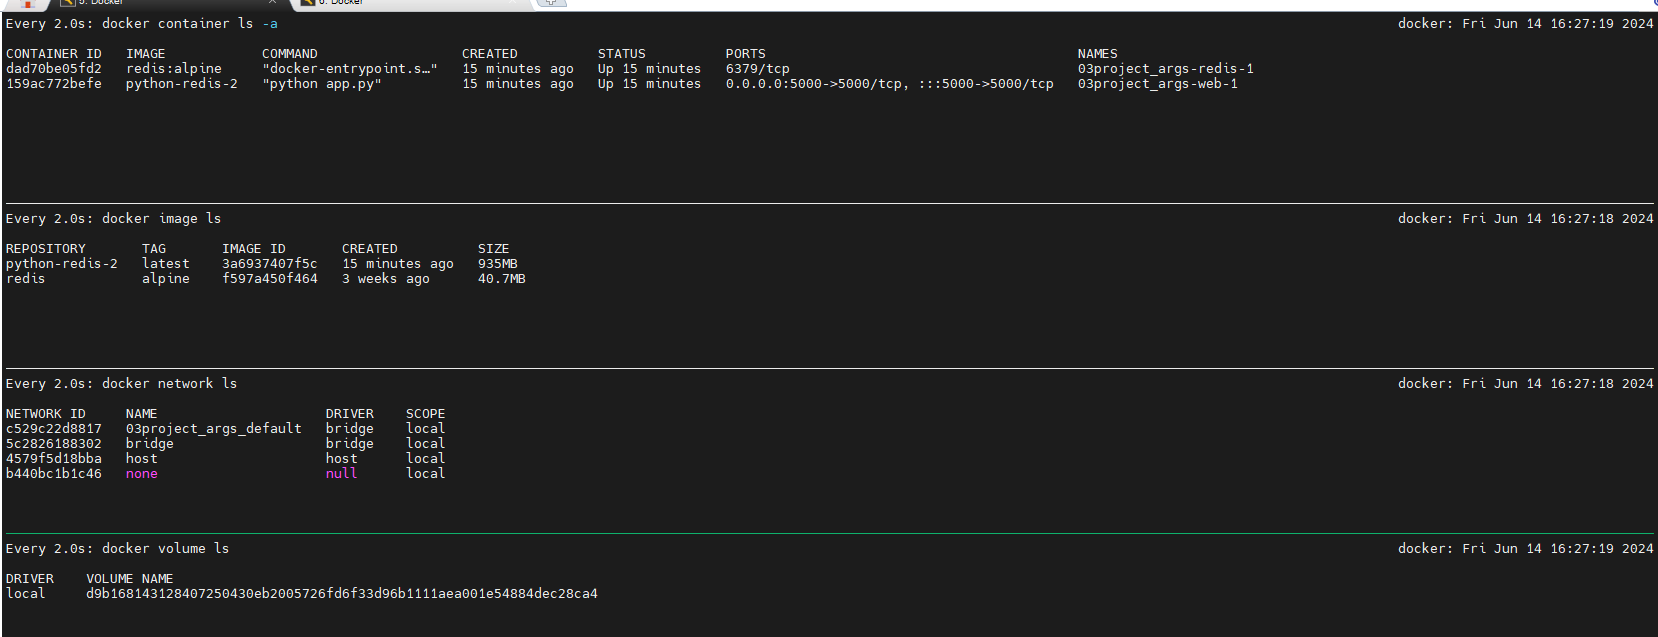 5. Docker
6. Docker
Every 2.0s: docker container ls -a docker: Fri Jun 14 16:27:19 2024
CONTAINER ID IMAGE COMMAND CREATED STATUS PORTS NAMES
dad70be05fd2 redis:alpine "docker-entrypoint.s…" 15 minutes ago Up 15 minutes 6379/tcp 03project_args-redis-1
159ac772befe python-redis-2 "python app.py" 15 minutes ago Up 15 minutes 0.0.0.0:5000->5000/tcp, :::5000->5000/tcp 03project_args-web-1
Every 2.0s: docker image ls docker: Fri Jun 14 16:27:18 2024
REPOSITORY TAG IMAGE ID CREATED SIZE
python-redis-2 latest 3a6937407f5c 15 minutes ago 935MB
redis alpine f597a450f464 3 weeks ago 40.7MB
Every 2.0s: docker network ls docker: Fri Jun 14 16:27:18 2024
NETWORK ID NAME DRIVER SCOPE
c529c22d8817 03project_args_default bridge local
5c2826188302 bridge bridge local
4579f5d18bba host host local
b440bc1b1c46 none null local
Every 2.0s: docker volume ls docker: Fri Jun 14 16:27:19 2024
DRIVER VOLUME NAME
local d9b168143128407250430eb2005726fd6f33d96b1111aea001e54884dec28ca4